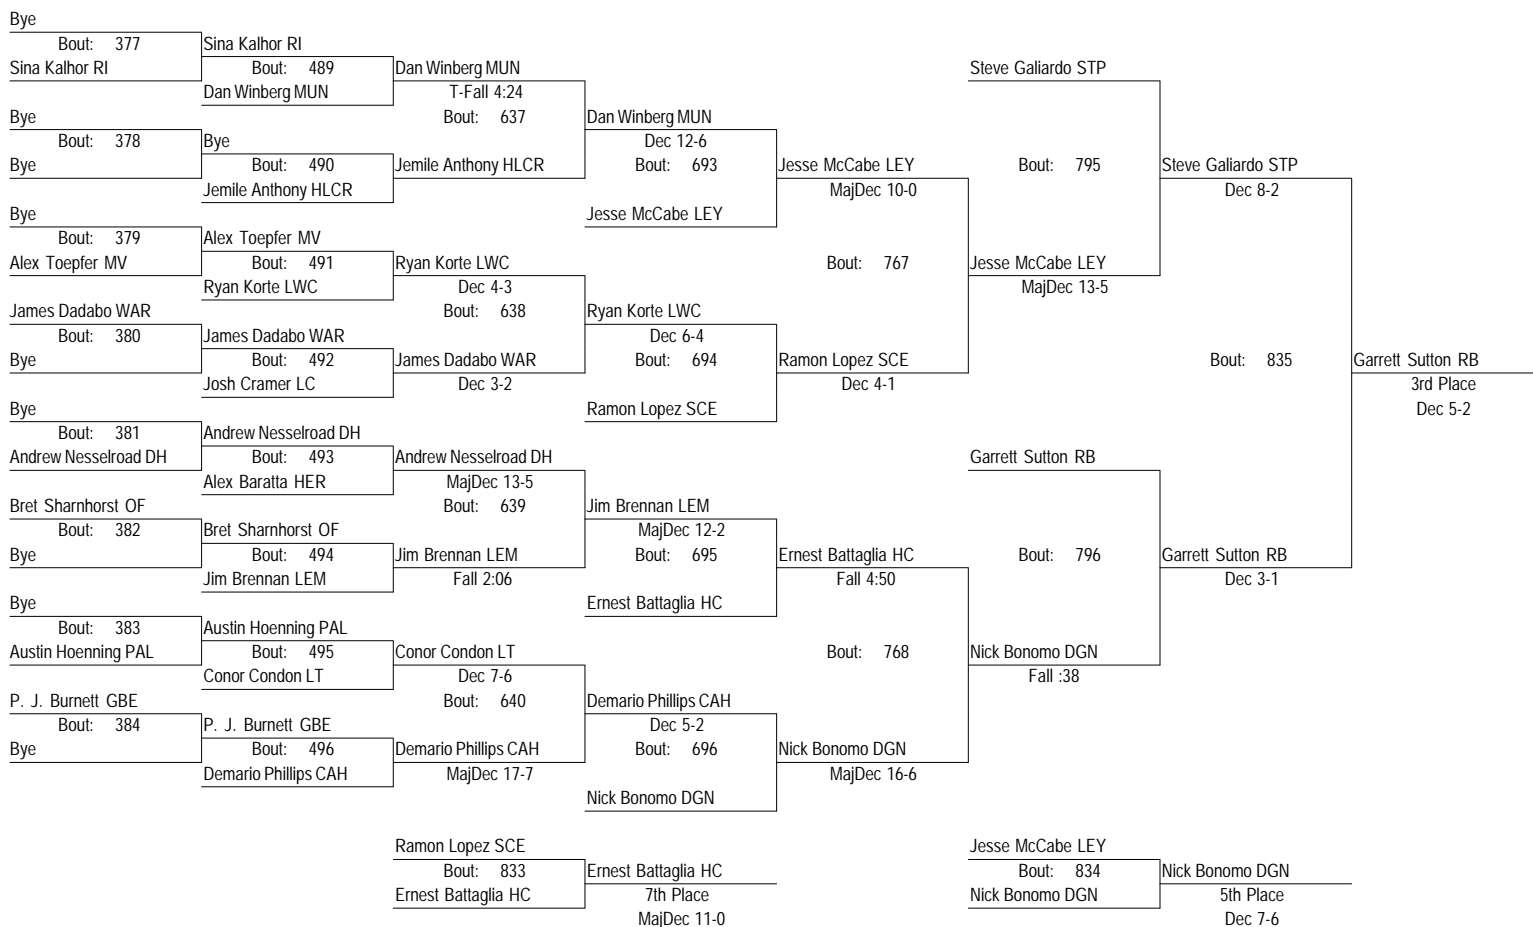 Bye
Bout: 377 Sina Kalhor RI
Sina Kalhor RI Bout: 489 Dan Winberg MUN Steve Galiardo STP
Dan Winberg MUN T-Fall 4:24
Bye Bout: 637 Dan Winberg MUN
Bout: 378 Bye Dec 12-6
Bye Bout: 490 Jemile Anthony HLCR Bout: 693 Jesse McCabe LEY Bout: 795 Steve Galiardo STP
Jemile Anthony HLCR MajDec 10-0 Dec 8-2
Bye Jesse McCabe LEY
Bout: 379 Alex Toepfer MV
Alex Toepfer MV Bout: 491 Ryan Korte LWC Bout: 767 Jesse McCabe LEY
Ryan Korte LWC Dec 4-3 MajDec 13-5
James Dadabo WAR Bout: 638 Ryan Korte LWC
Bout: 380 James Dadabo WAR Dec 6-4
Bye Bout: 492 James Dadabo WAR Bout: 694 Ramon Lopez SCE Bout: 835 Garrett Sutton RB
Josh Cramer LC Dec 3-2 Dec 4-1 3rd Place
Bye Ramon Lopez SCE Dec 5-2
Bout: 381 Andrew Nesselroad DH
Andrew Nesselroad DH Bout: 493 Andrew Nesselroad DH Garrett Sutton RB
Alex Baratta HER MajDec 13-5
Bret Sharnhorst OF Bout: 639 Jim Brennan LEM
Bout: 382 Bret Sharnhorst OF MajDec 12-2
Bye Bout: 494 Jim Brennan LEM Bout: 695 Ernest Battaglia HC Bout: 796 Garrett Sutton RB
Jim Brennan LEM Fall 2:06 Fall 4:50 Dec 3-1
Bye Ernest Battaglia HC
Bout: 383 Austin Hoenning PAL
Austin Hoenning PAL Bout: 495 Conor Condon LT Bout: 768 Nick Bonomo DGN
Conor Condon LT Dec 7-6 Fall :38
P. J. Burnett GBE Bout: 640 Demario Phillips CAH
Bout: 384 P. J. Burnett GBE Dec 5-2
Bye Bout: 496 Demario Phillips CAH Bout: 696 Nick Bonomo DGN
Demario Phillips CAH MajDec 17-7 MajDec 16-6
Nick Bonomo DGN
Ramon Lopez SCE Jesse McCabe LEY
Bout: 833 Ernest Battaglia HC Bout: 834 Nick Bonomo DGN
Ernest Battaglia HC 7th Place Nick Bonomo DGN 5th Place
MajDec 11-0 Dec 7-6